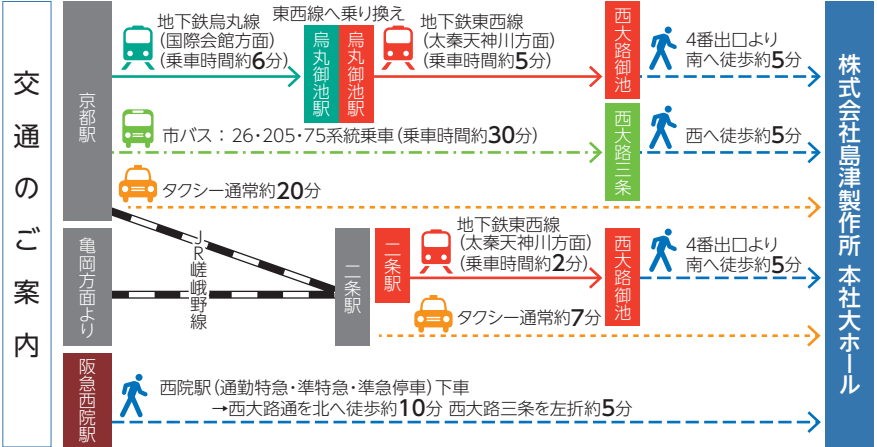 交通のご案内
京都駅
地下鉄烏丸線
(国際会館方面)
(乗車時間約6分)
東西線へ乗り換え
烏丸御池駅
烏丸御池駅
地下鉄東西線
(太秦天神川方面)
(乗車時間約5分)
西大路御池
4番出口より
南へ徒歩約5分
市バス：26・205・75系統乗車(乗車時間約30分)
西大路三条
西へ徒歩約5分
タクシー通常約20分
亀岡方面より
JR嵯峨野線
二条駅
二条駅
地下鉄東西線
(太秦天神川方面)
(乗車時間約2分)
西大路御池
4番出口より
南へ徒歩約5分
タクシー通常約7分
阪急西院駅
西院駅(通勤特急・準特急・準急停車)下車
→西大路通を北へ徒歩約10分 西大路三条を左折約5分
株式会社島津製作所 本社大ホール